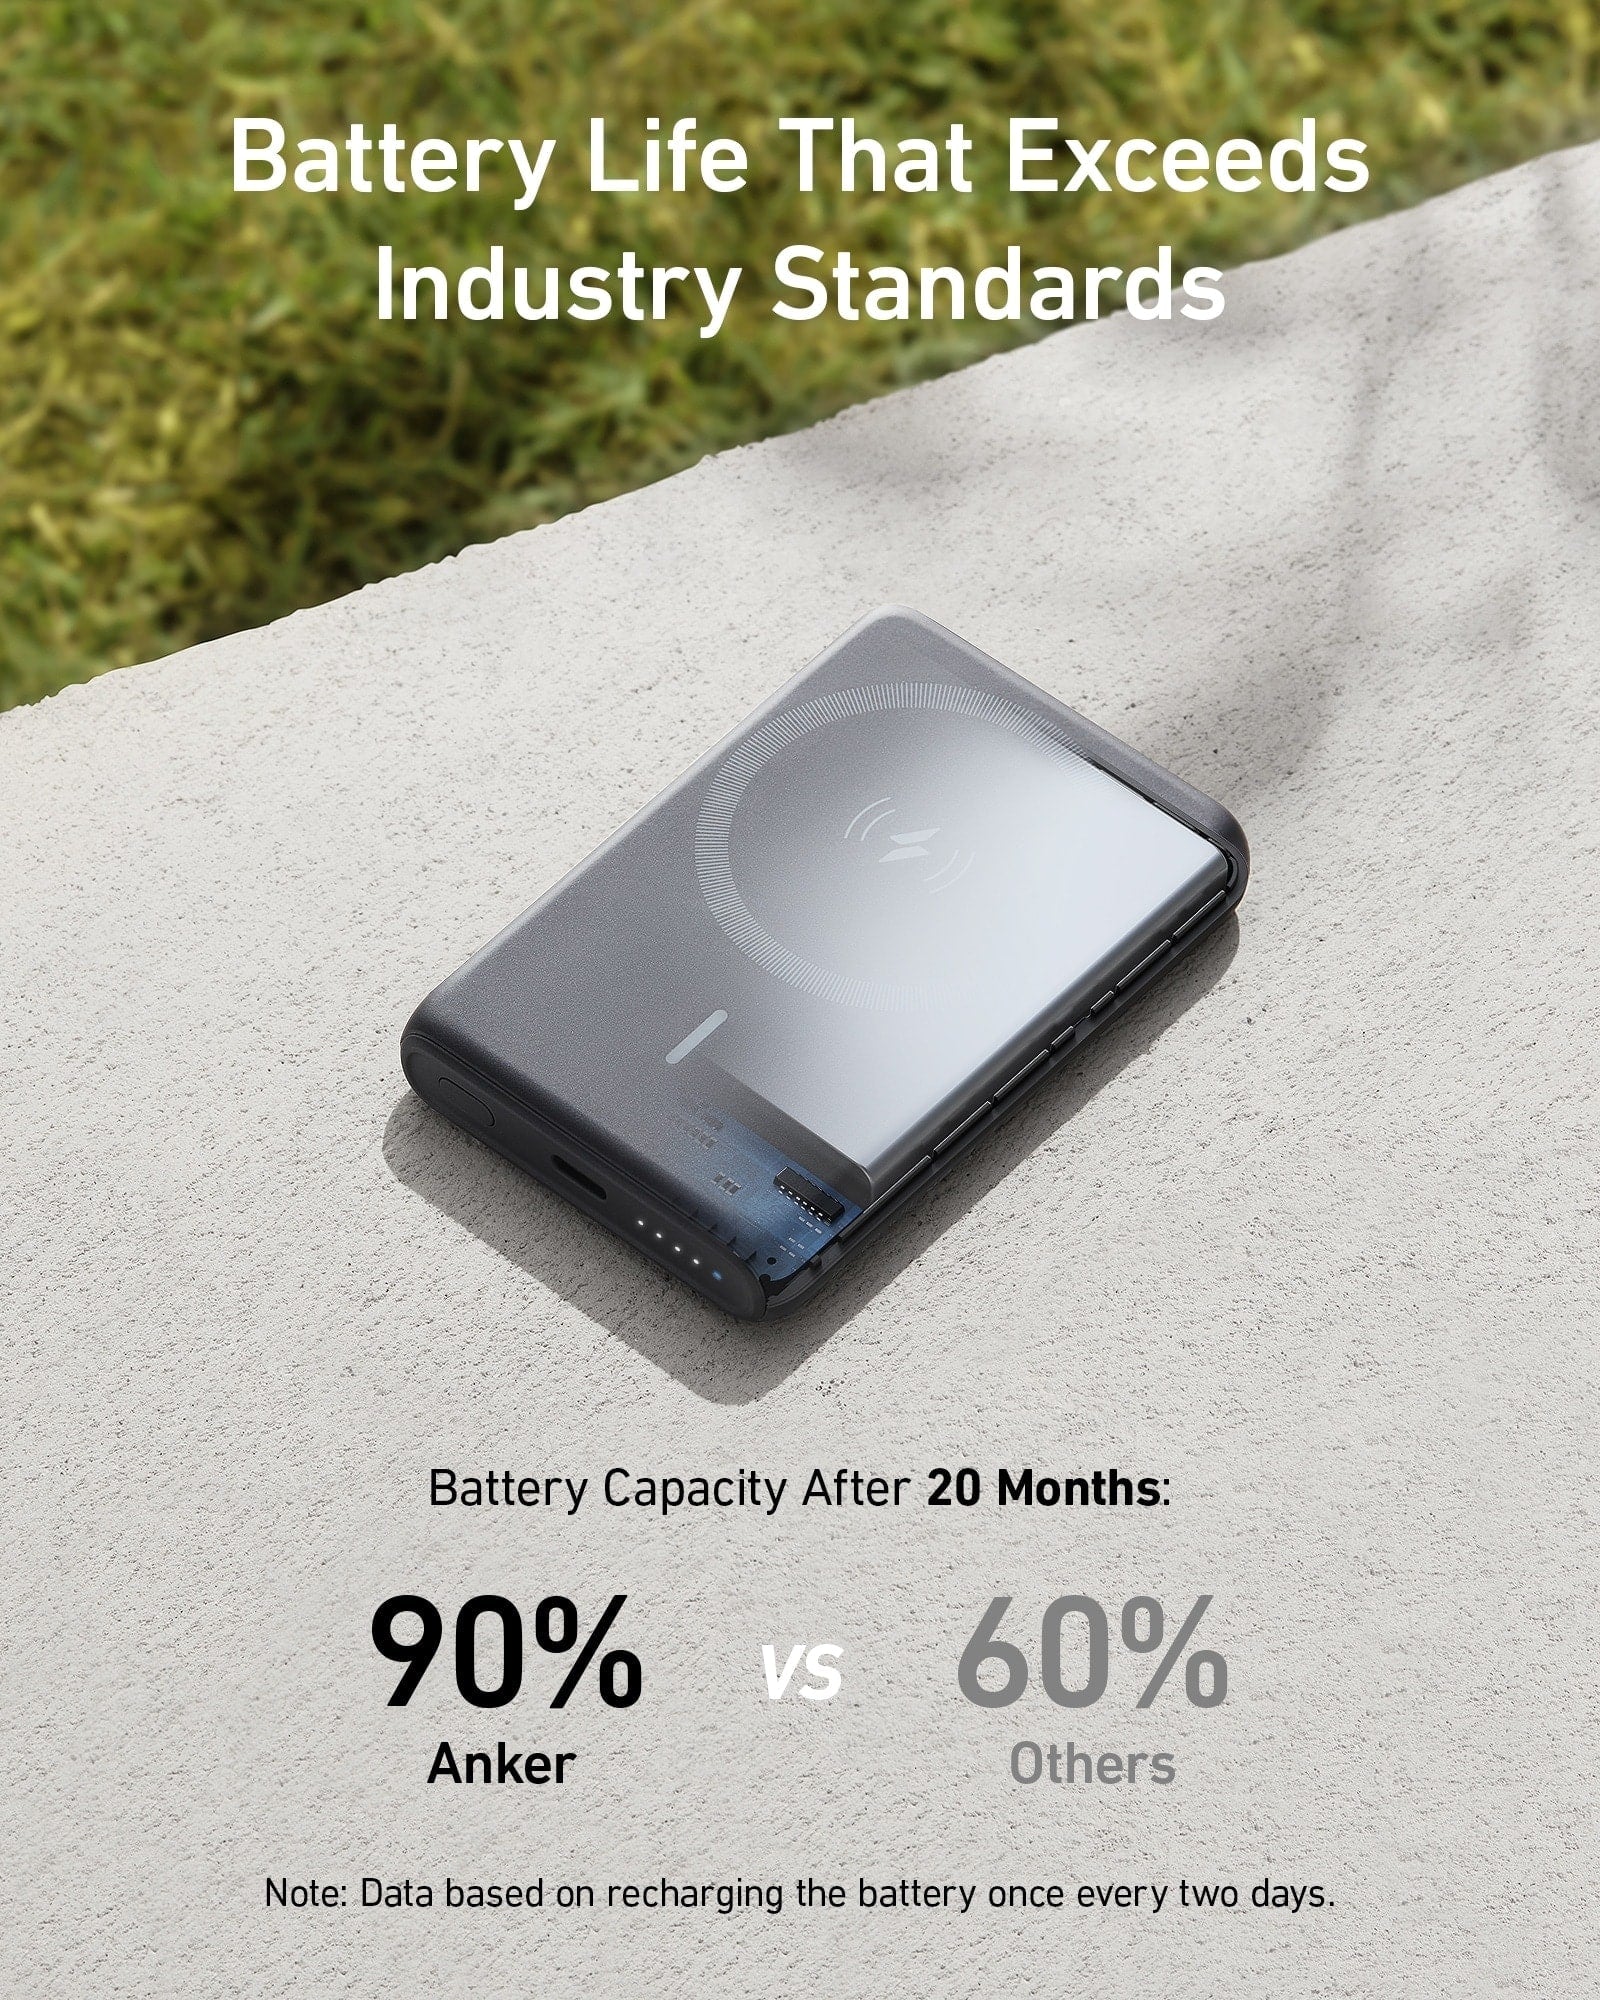 Battery Life That Exceeds
Industry Standards
Battery Capacity After 20 Months:
90% vs 60%
Anker Others
Note: Data based on recharging the battery once every two days.